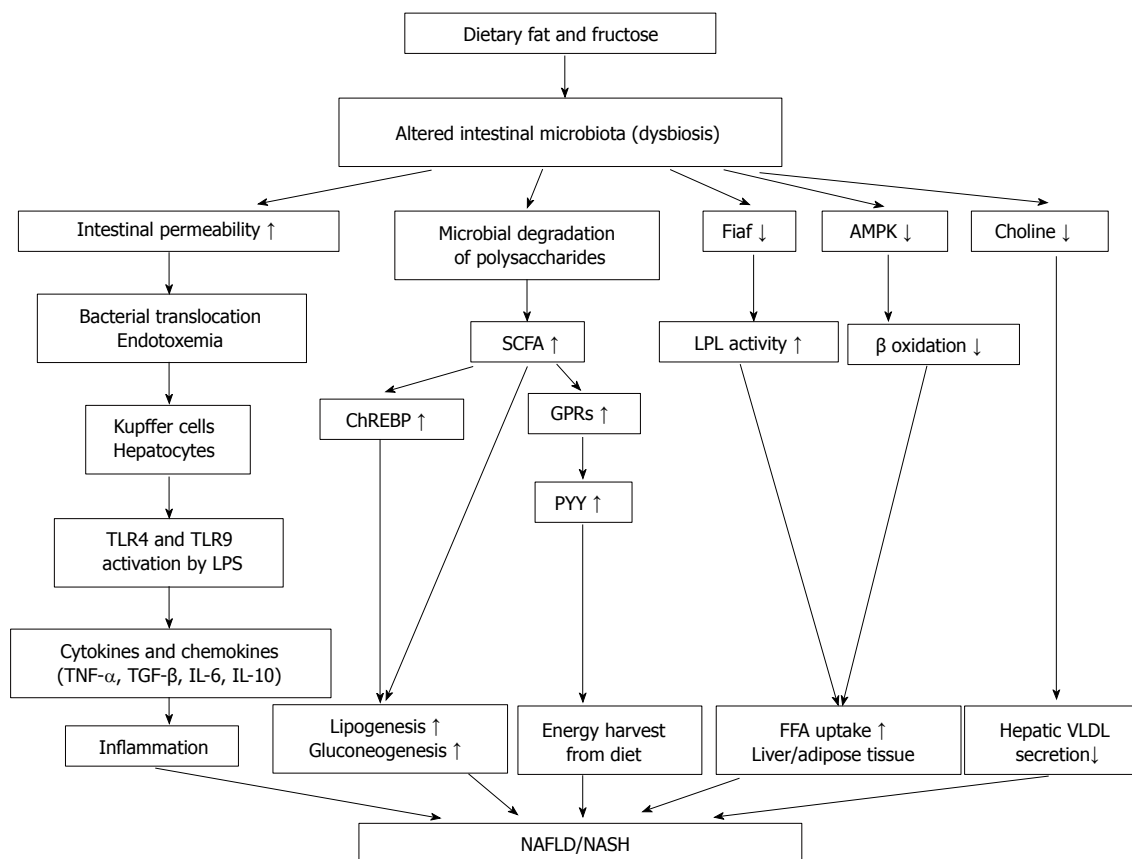 Dietary fat and fructose
Altered intestinal microbiota (dysbiosis)
Intestinal permeability ↑
Microbial degradation
of polysaccharides
Fiaf ↓
AMPK ↓
Choline ↓
Bacterial translocation
Endotoxemia
SCFA ↑
LPL activity ↑
β oxidation ↓
Kupffer cells
Hepatocytes
ChREBP ↑
GPRs ↑
PYY ↑
TLR4 and TLR9
activation by LPS
Cytokines and chemokines
(TNF-α, TGF-β, IL-6, IL-10)
Inflammation
Lipogenesis ↑
Gluconeogenesis ↑
Energy harvest
from diet
FFA uptake ↑
Liver/adipose tissue
Hepatic VLDL
secretion↓
NAFLD/NASH